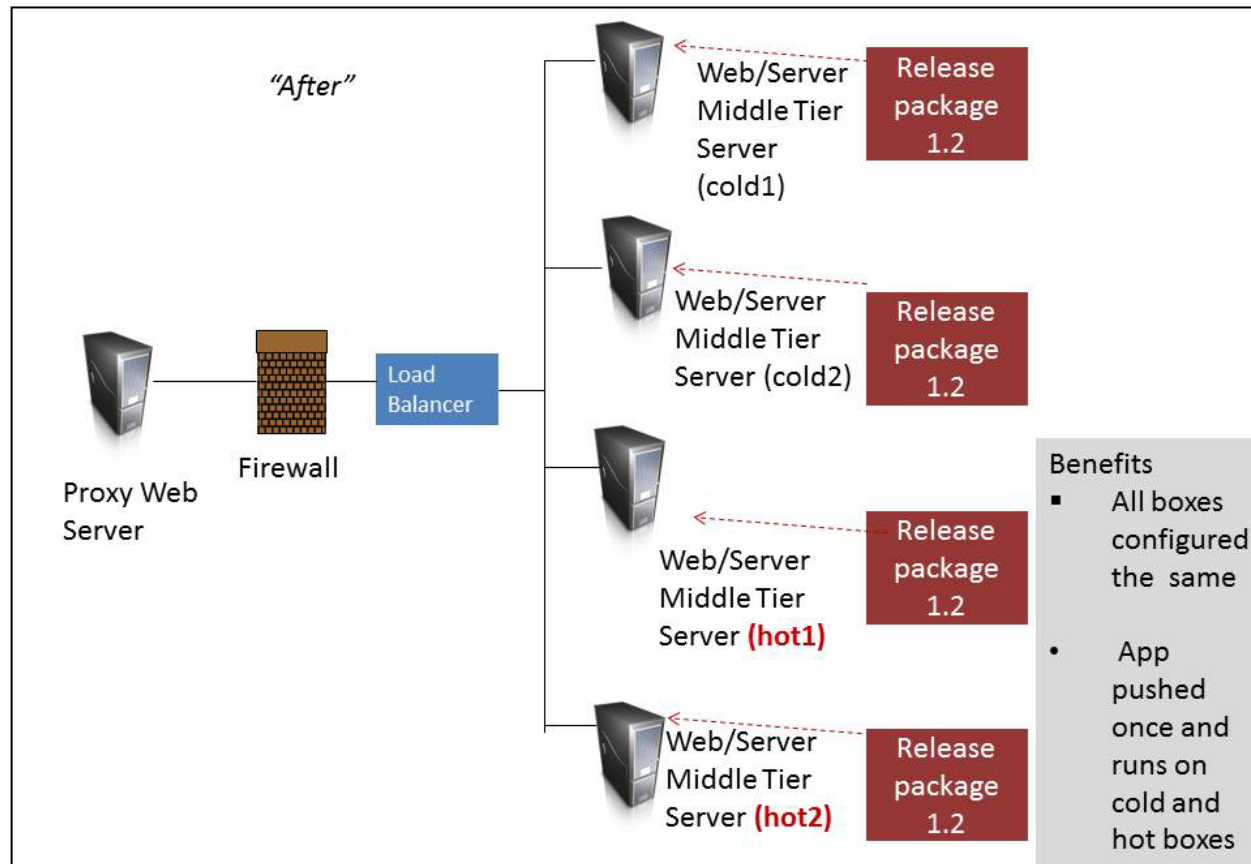 “After”
Web/Server
Middle Tier
Server
(cold1)
Release
package
1.2
Web/Server
Middle Tier
Server (cold2)
Release
package
1.2
Proxy Web
Server
Firewall
Load
Balancer
Web/Server
Middle Tier
Server (hot1)
Release
package
1.2
Web/Server
Middle Tier
Server (hot2)
Release
package
1.2
Benefits
▪ All boxes
configured
the same
• App
pushed
once and
runs on
cold and
hot boxes